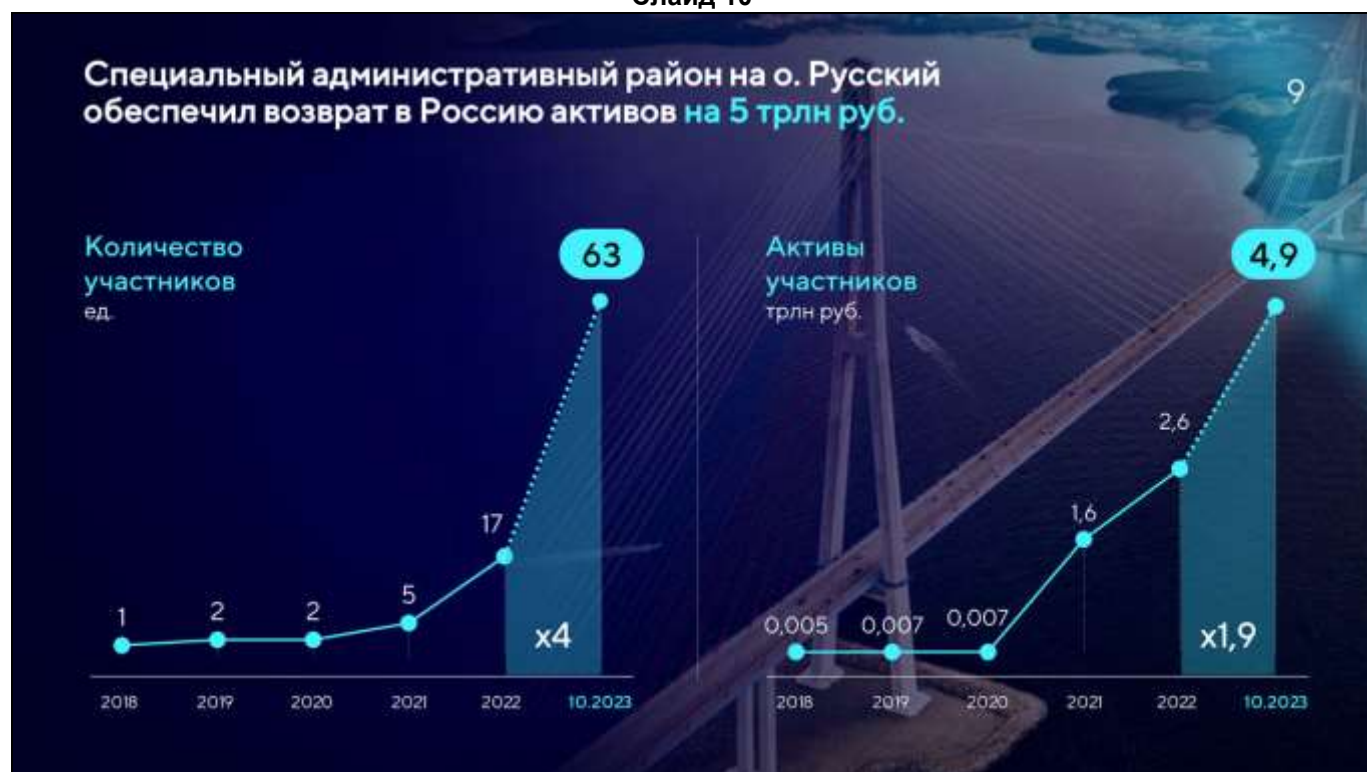 Слайд 10
Специальный административный район на о. Русский
обеспечил возврат в Россию активов на 5 трлн руб.
9
Количество
участников
ед.
63
17
5
2
2
1
x4
2018 2019 2020 2021 2022 10.2023
Активы
участников
трлн руб.
4,9
2,6
1,6
0,007
0,007
0,005
x1,9
2018 2019 2020 2021 2022 10.2023